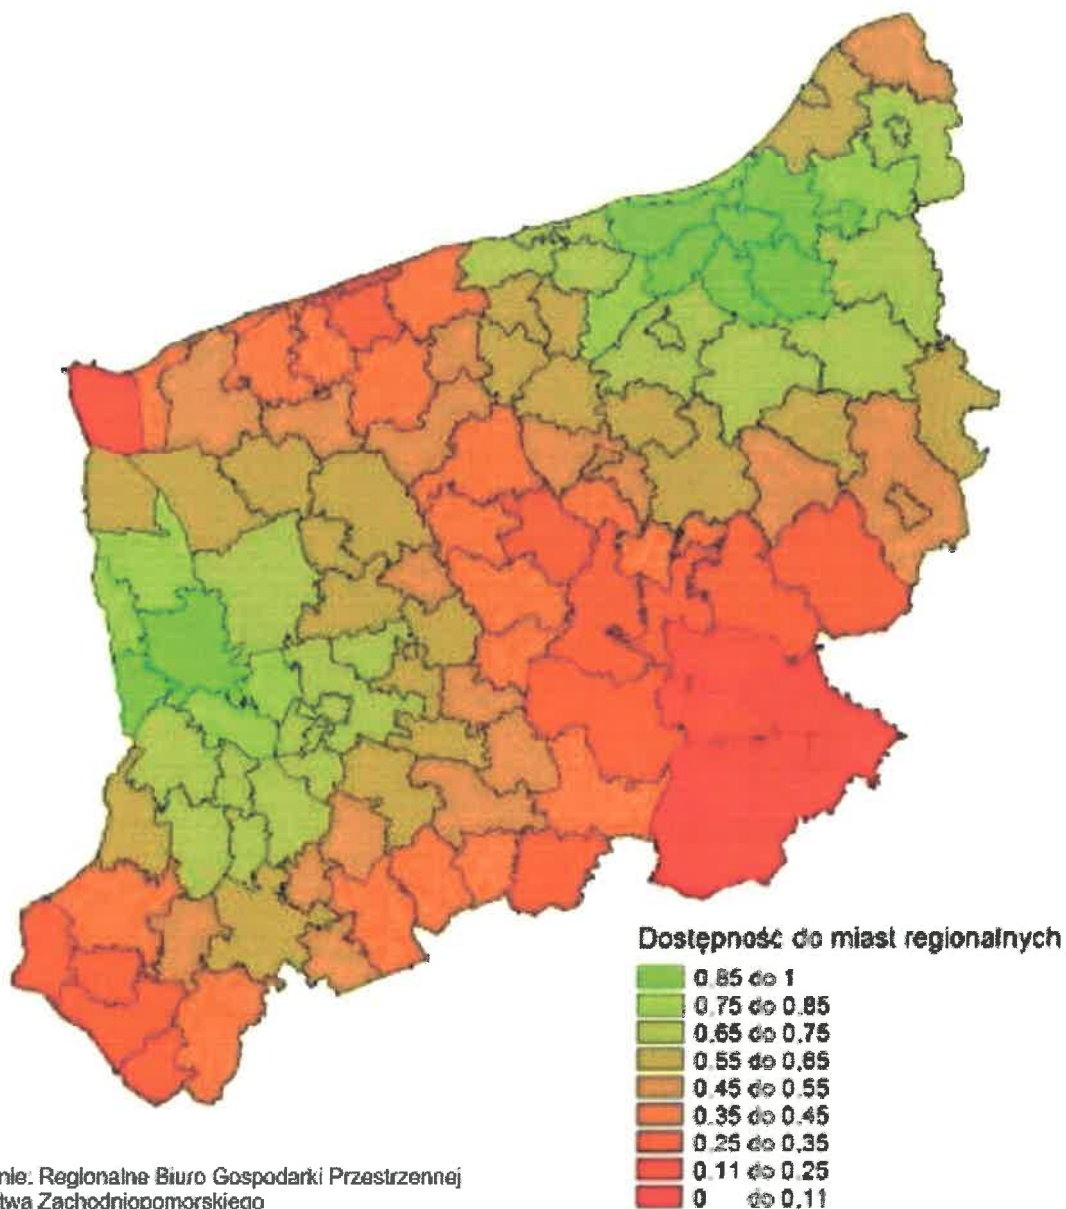 Dostępność do miast regionalnych
0.85 do 1
0.75 do 0.85
0.65 do 0.75
0.55 do 0.65
0.45 do 0.55
0.35 do 0.45
0.25 do 0.35
0.11 do 0.25
0 do 0.11
nie: Regionalne Biuro Gospodarki Przestrzennej
twa Zachodniopomorskiego